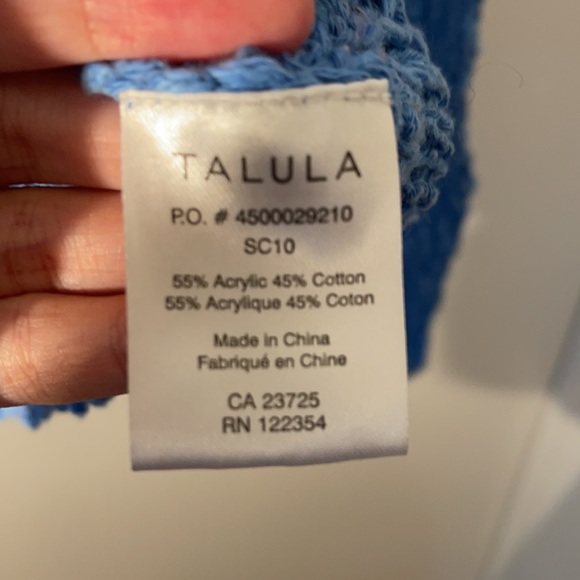 TALULA
P.O. # 4500029210
SC10
55% Acrylic 45% Cotton
55% Acrylique 45% Coton
Made in China
Fabriqué en Chine
CA 23725
RN 122354